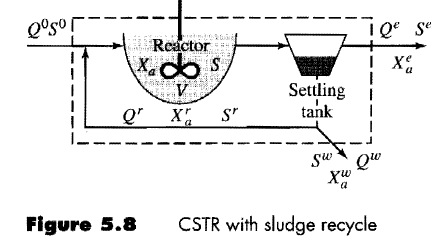 Q⁰S⁰
Reactor
Xₐ S
V
Qʳ Xₐʳ Sʳ
Settling
tank
Qᵉ Sᵉ
Xₐᵉ
Sʷ Qʷ
Xₐʷ
Figure 5.8 CSTR with sludge recycle